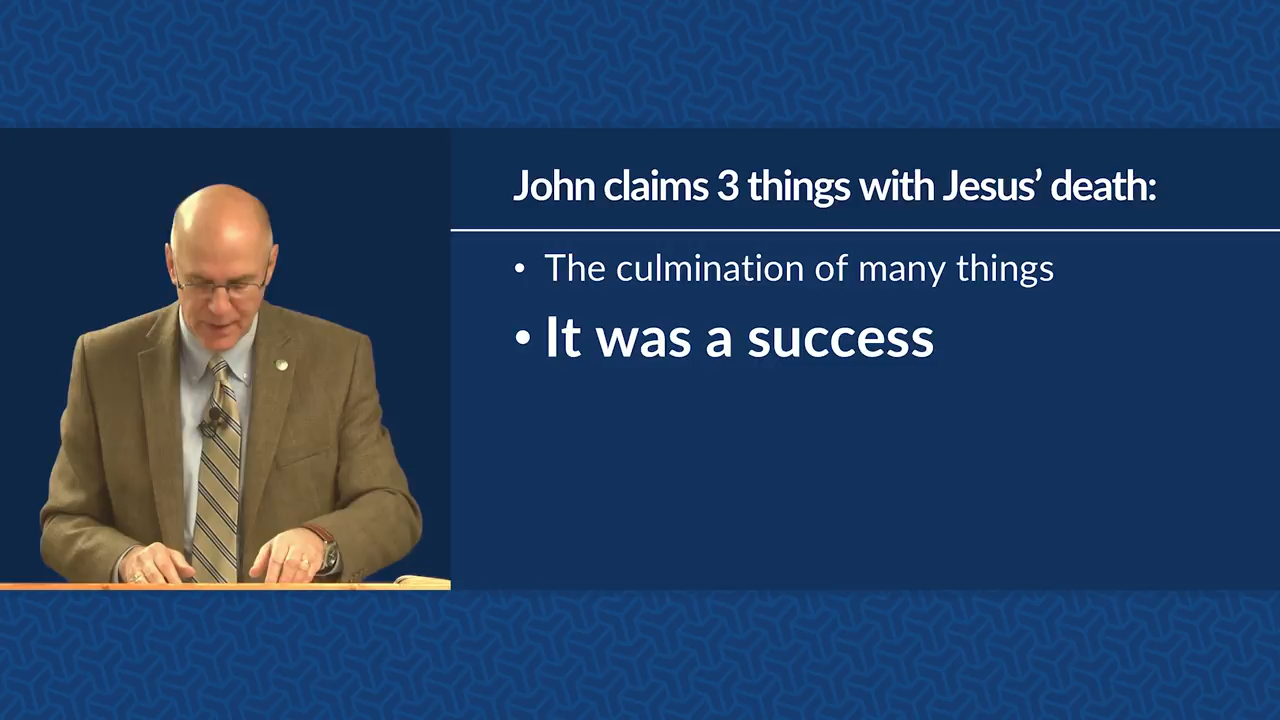 John claims 3 things with Jesus’ death:
• The culmination of many things
• It was a success